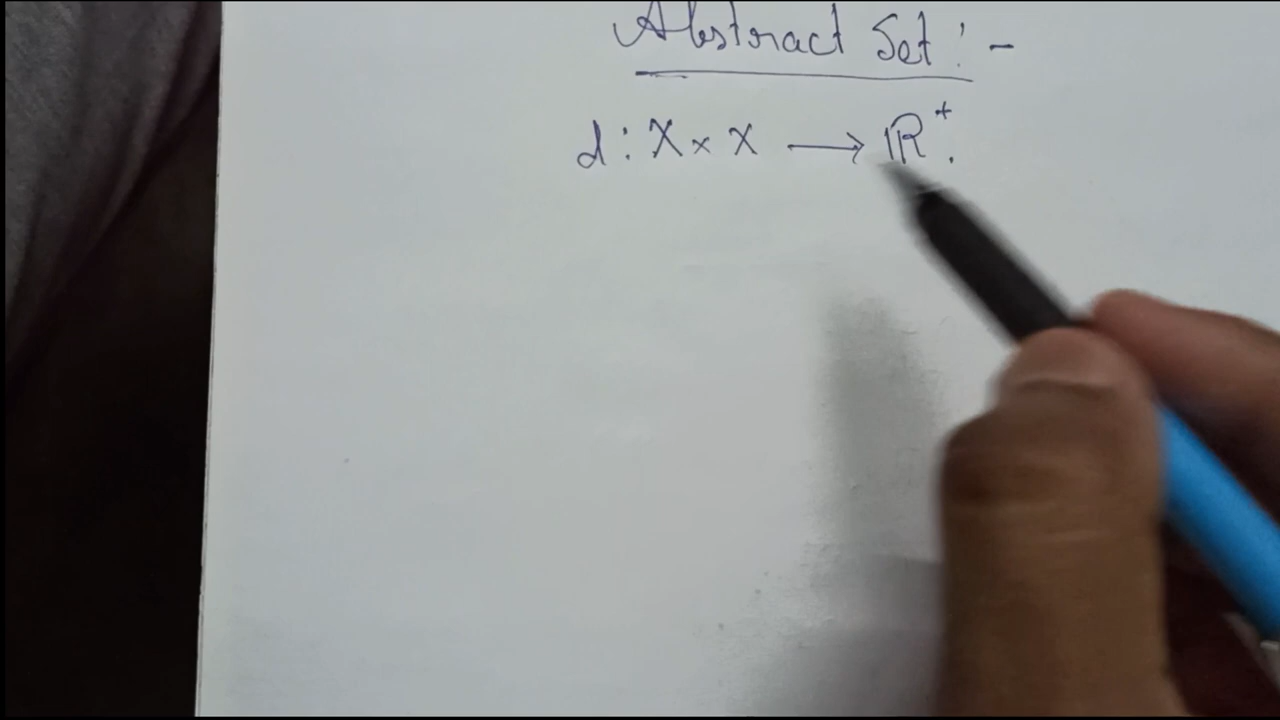 Abstract Set :-
d : X × X ⟶ ℝ⁺.